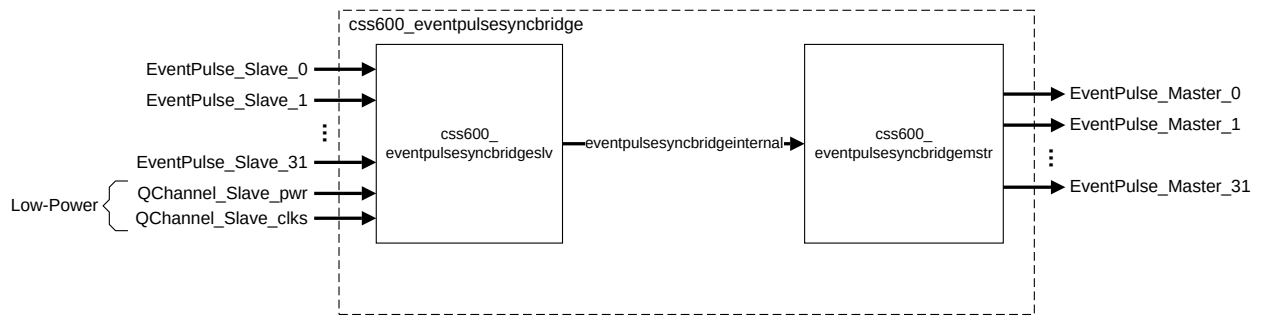 css600_eventpulsesyncbridge
EventPulse_Slave_0
EventPulse_Slave_1
...
EventPulse_Slave_31
Low-Power
QChannel_Slave_pwr
QChannel_Slave_clks
css600_
eventpulsesyncbridgeslv
eventpulsesyncbridgeinternal
css600_
eventpulsesyncbridgemstr
EventPulse_Master_0
EventPulse_Master_1
...
EventPulse_Master_31